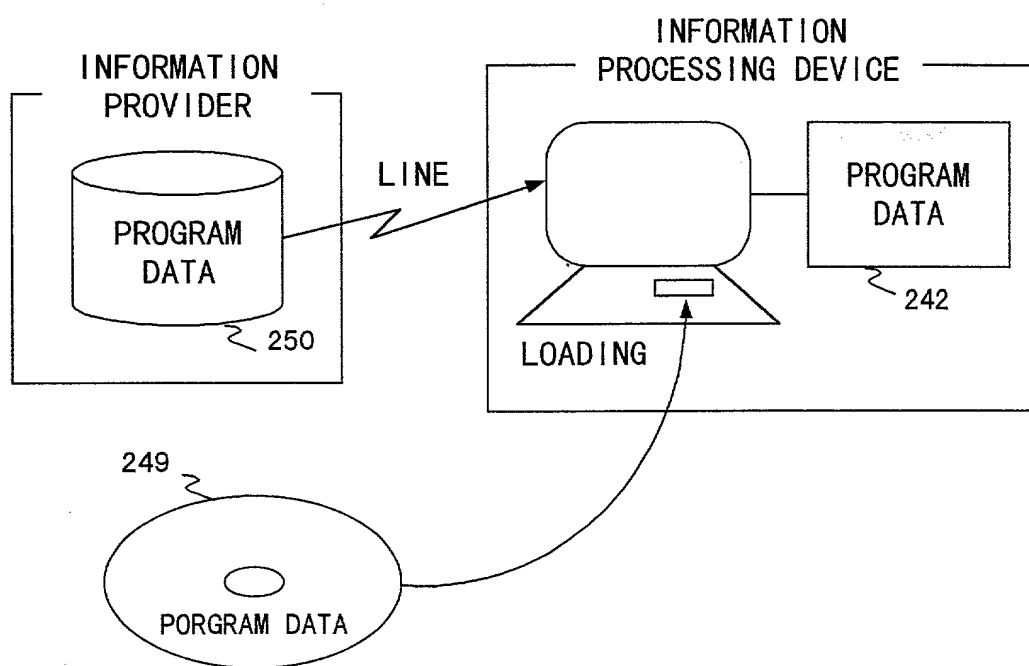 INFORMATION
PROVIDER
PROGRAM
DATA
250
LINE
INFORMATION
PROCESSING DEVICE
PROGRAM
DATA
242
LOADING
249
PORGRAM DATA